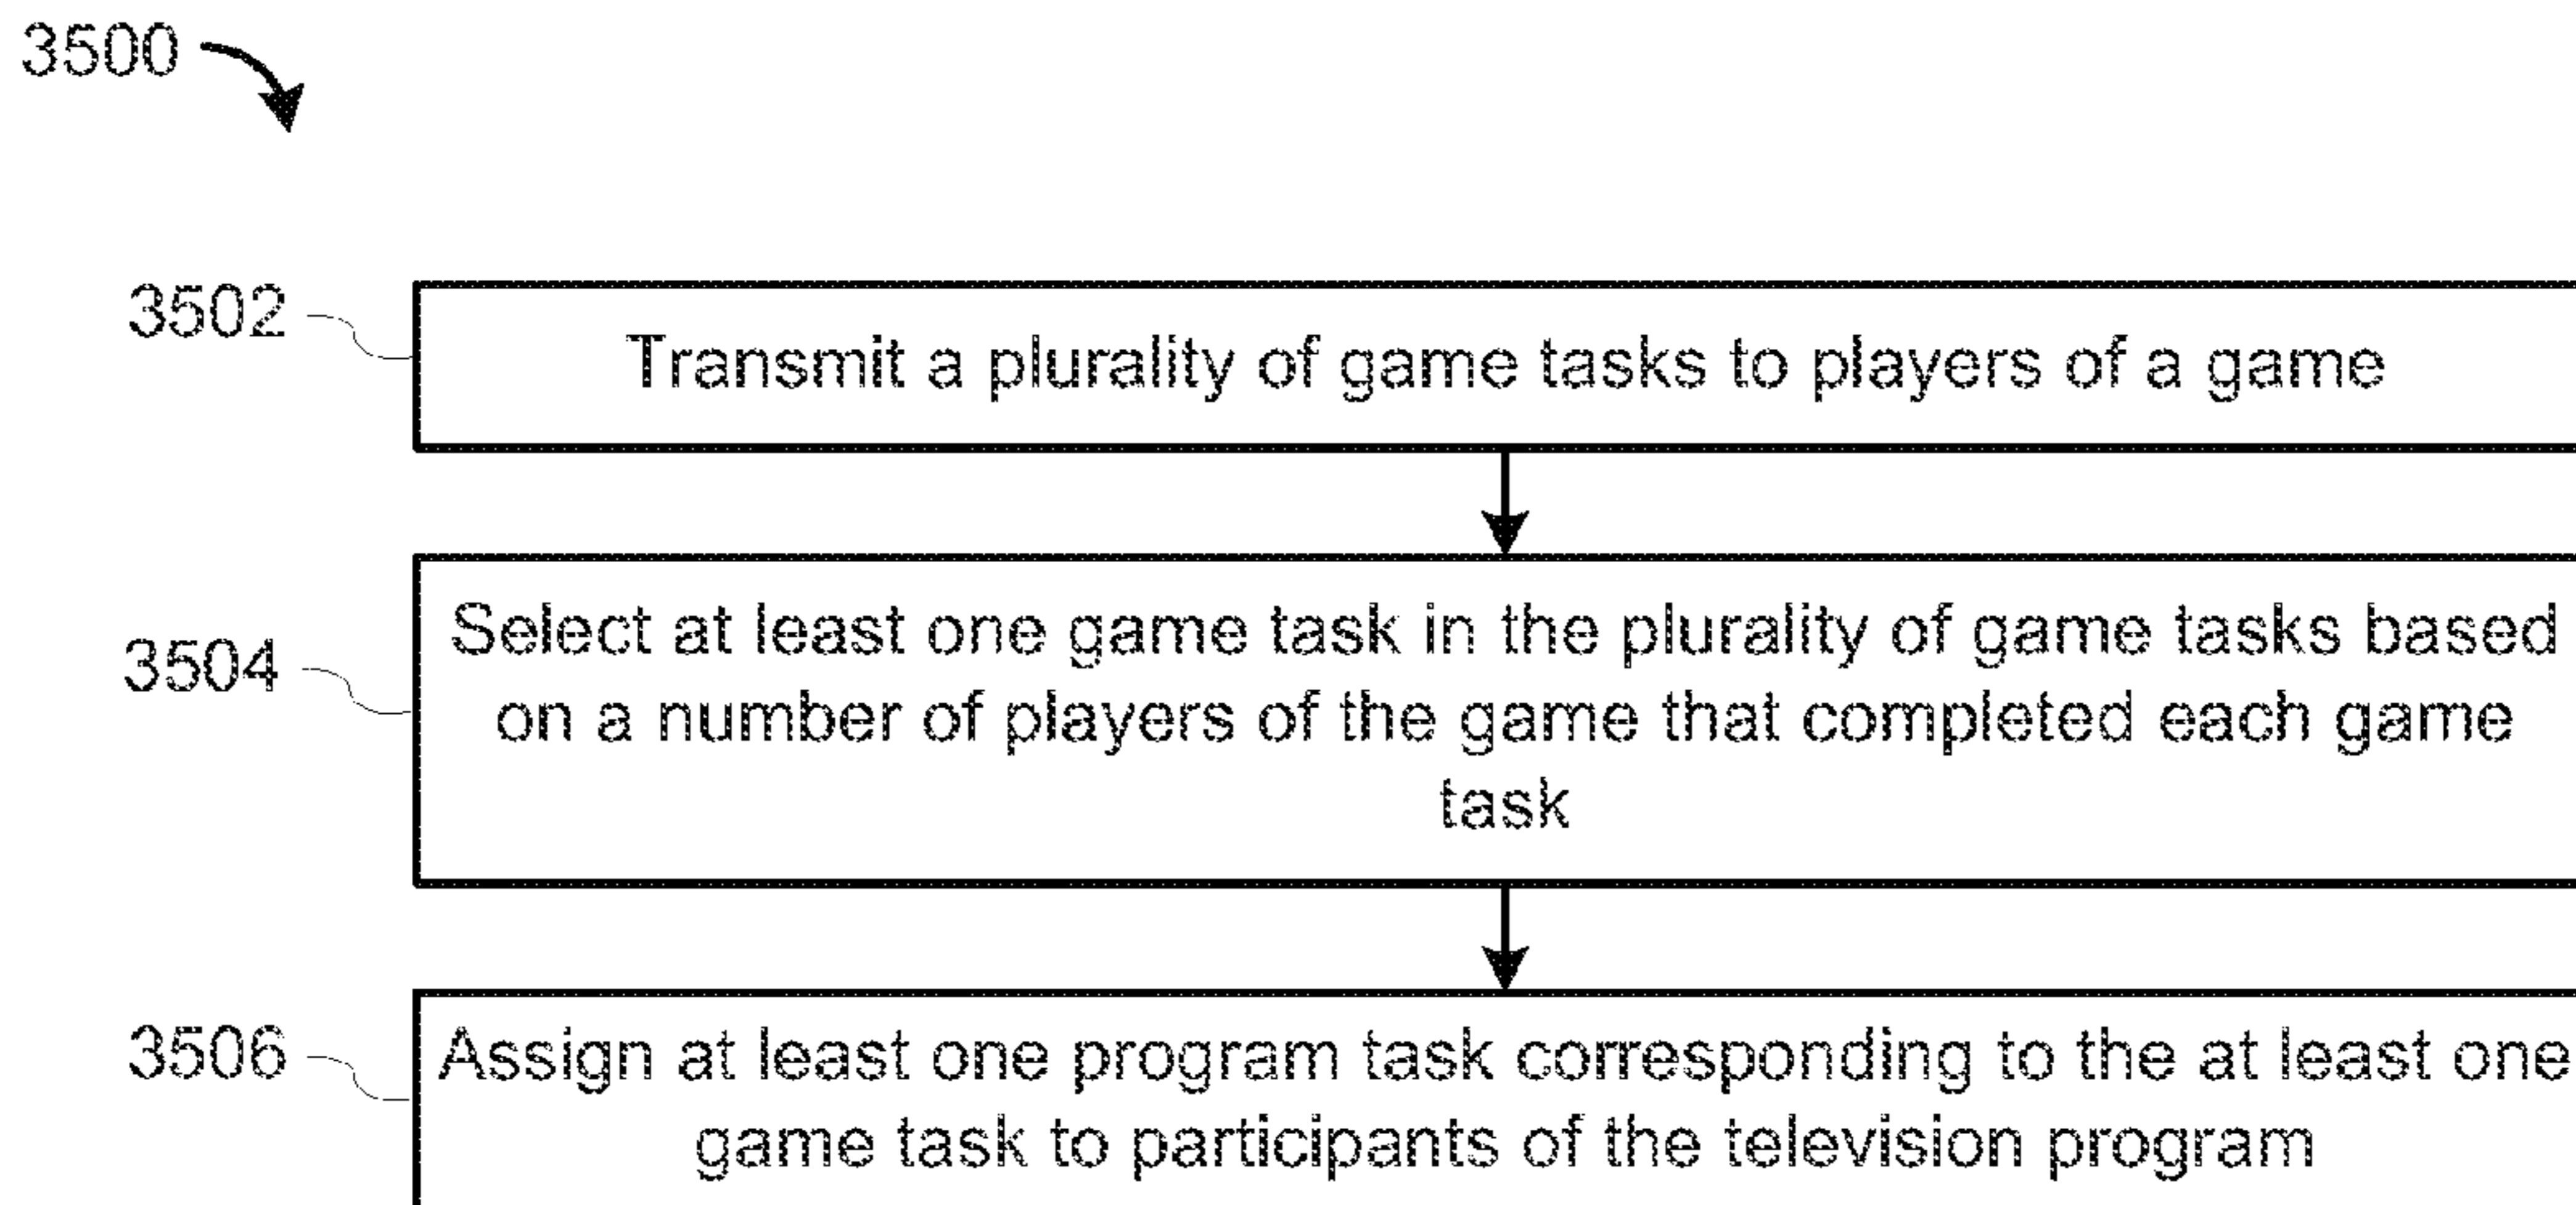 3500
3502
Transmit a plurality of game tasks to players of a game
3504
Select at least one game task in the plurality of game tasks based
on a number of players of the game that completed each game
task
3506
Assign at least one program task corresponding to the at least one
game task to participants of the television program